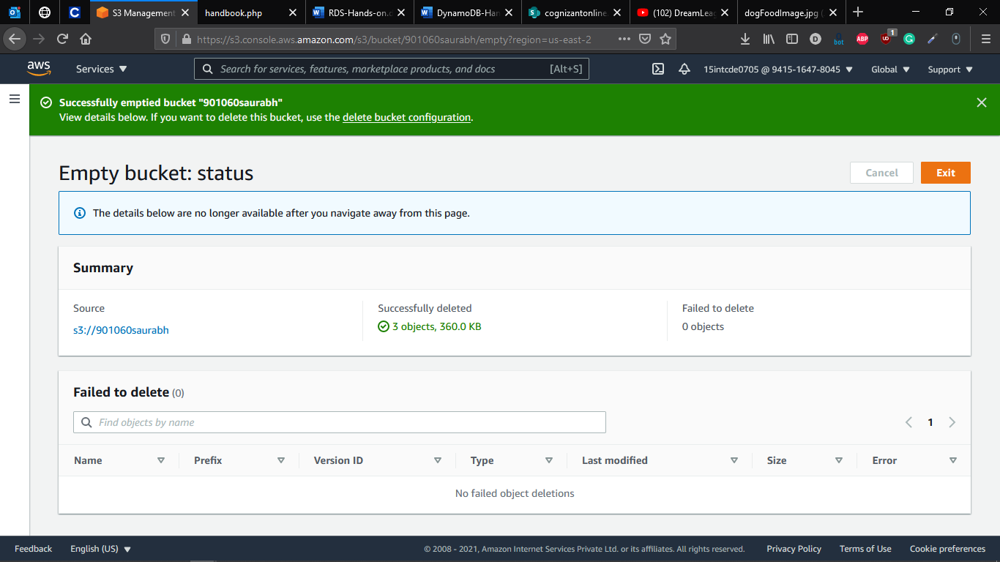 S3 Management
handbook.php
RDS-Hands-on.d
DynamoDB-Han
cognizantonline.
(102) DreamLeag
dogFoodImage.jpg (
https://s3.console.aws.amazon.com/s3/bucket/901060saurabh/empty?region=us-east-2
D
bot
ABP
UD
1
G
aws
Services
Search for services, features, marketplace products, and docs
[Alt+S]
15intcde0705 @ 9415-1647-8045
Global
Support
Successfully emptied bucket "901060saurabh"
View details below. If you want to delete this bucket, use the delete bucket configuration.
Empty bucket: status
Cancel
Exit
The details below are no longer available after you navigate away from this page.
Summary
Source
s3://901060saurabh
Successfully deleted
3 objects, 360.0 KB
Failed to delete
0 objects
Failed to delete (0)
Find objects by name
1
Name
Prefix
Version ID
Type
Last modified
Size
Error
No failed object deletions
Feedback
English (US)
© 2008 - 2021, Amazon Internet Services Private Ltd. or its affiliates. All rights reserved.
Privacy Policy
Terms of Use
Cookie preferences